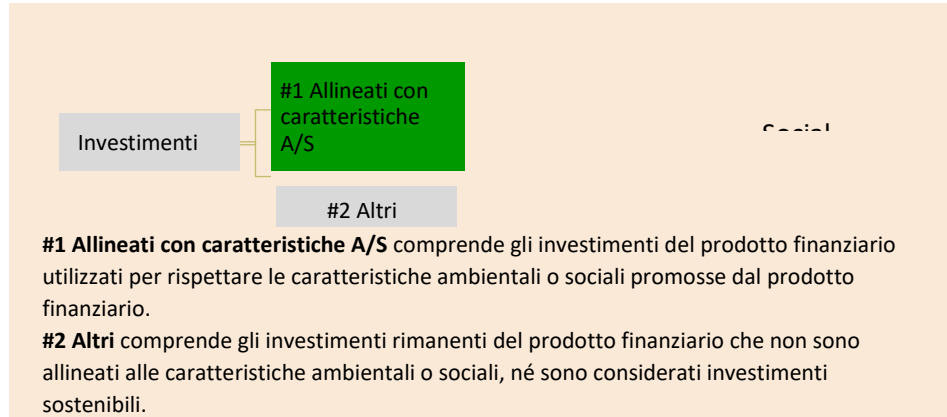 #1 Allineati con
caratteristiche
A/S
Investimenti
#2 Altri
#1 Allineati con caratteristiche A/S comprende gli investimenti del prodotto finanziario
utilizzati per rispettare le caratteristiche ambientali o sociali promosse dal prodotto
finanziario.
#2 Altri comprende gli investimenti rimanenti del prodotto finanziario che non sono
allineati alle caratteristiche ambientali o sociali, né sono considerati investimenti
sostenibili.